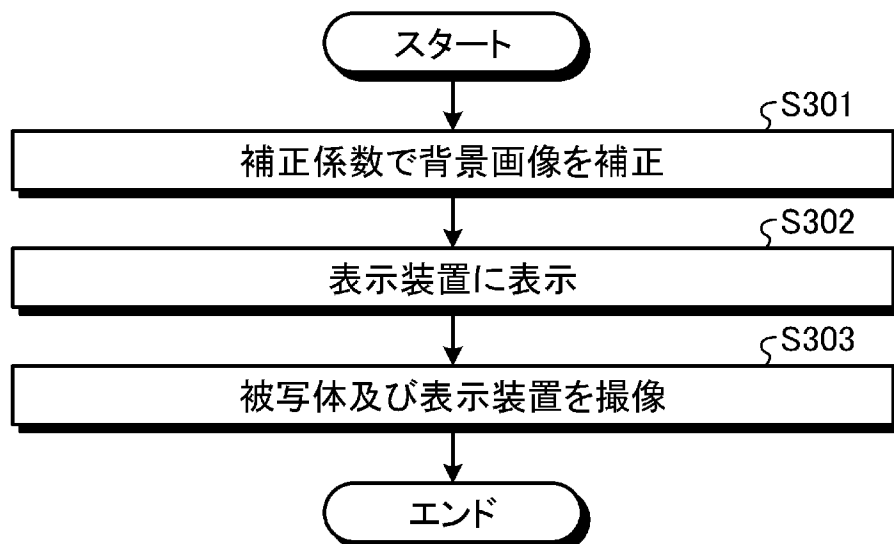 スタート
S301
補正係数で背景画像を補正
S302
表示装置に表示
S303
被写体及び表示装置を撮像
エンド